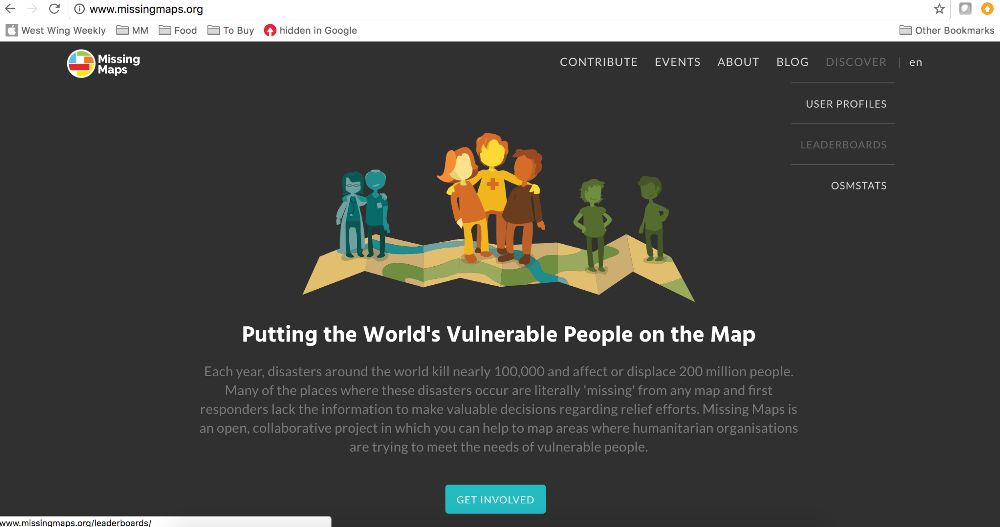 www.missingmaps.org
West Wing Weekly MM Food To Buy hidden in Google Other Bookmarks
Missing
Maps
CONTRIBUTE EVENTS ABOUT BLOG DISCOVER | en
USER PROFILES
LEADERBOARDS
OSMSTATS
Putting the World's Vulnerable People on the Map
Each year, disasters around the world kill nearly 100,000 and affect or displace 200 million people.
Many of the places where these disasters occur are literally 'missing' from any map and first
responders lack the information to make valuable decisions regarding relief efforts. Missing Maps is
an open, collaborative project in which you can help to map areas where humanitarian organisations
are trying to meet the needs of vulnerable people.
GET INVOLVED
www.missingmaps.org/leaderboards/